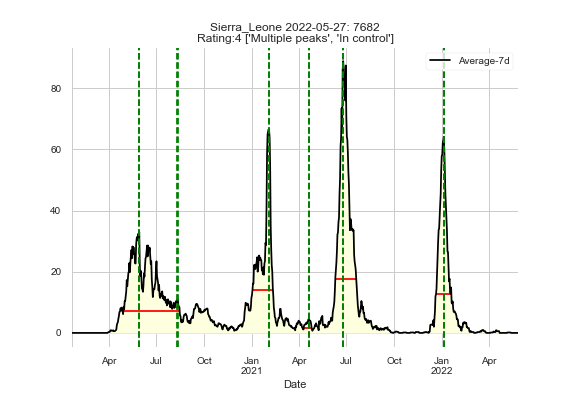 Sierra_Leone 2022-05-27: 7682
Rating:4 ['Multiple peaks', 'In control']
Average-7d
80
60
40
20
0
Apr Jul Oct Jan Apr Jul Oct Jan Apr
2021 2022
Date